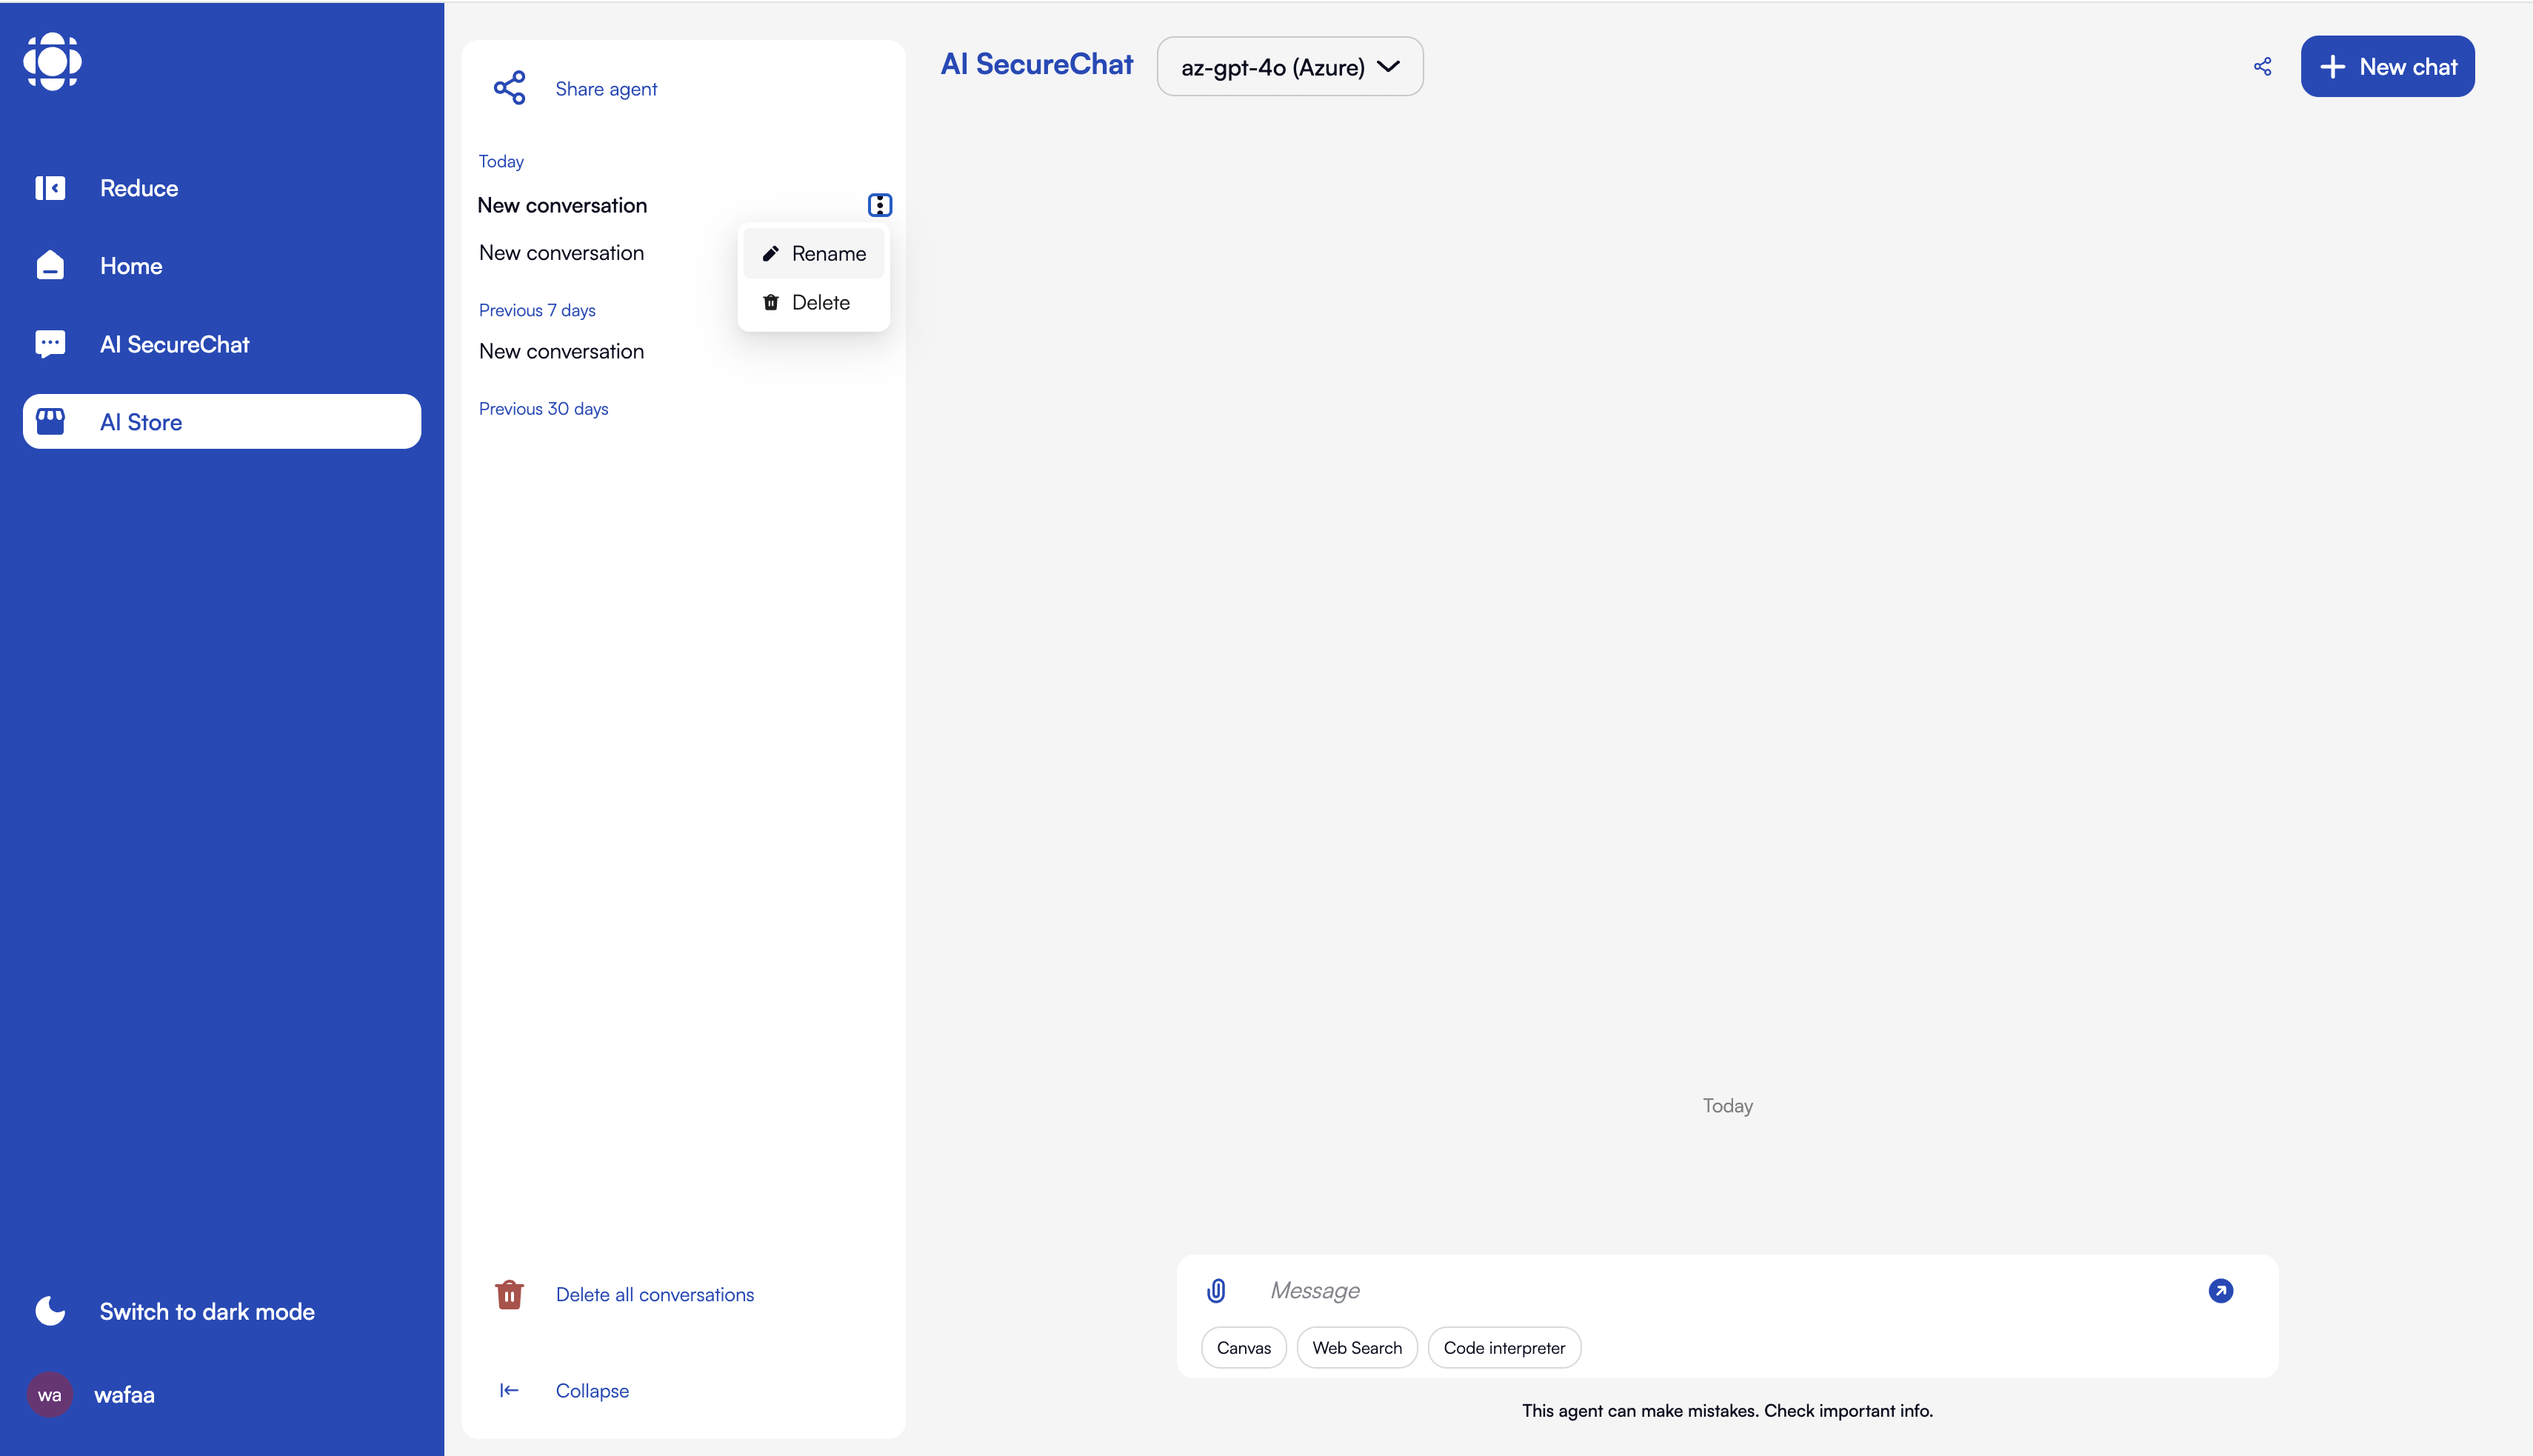 Reduce
Home
AI SecureChat
AI Store
Switch to dark mode
wa
wafaa
Share agent
Today
New conversation
New conversation
Rename
Delete
Previous 7 days
New conversation
Previous 30 days
Delete all conversations
Collapse
AI SecureChat
az-gpt-4o (Azure)
New chat
Today
Message
Canvas
Web Search
Code interpreter
This agent can make mistakes. Check important info.